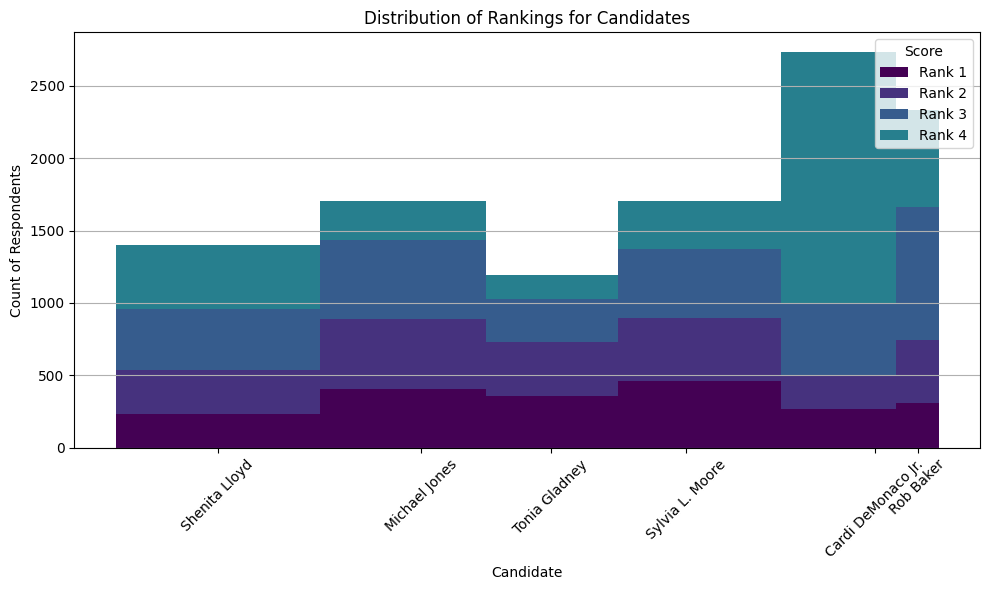 Distribution of Rankings for Candidates
Score
Rank 1
Rank 2
Rank 3
Rank 4
Count of Respondents
2500
2000
1500
1000
500
0
Shenita Lloyd
Michael Jones
Tonia Gladney
Sylvia L. Moore
Cardi DeMonaco Jr.
Rob Baker
Candidate